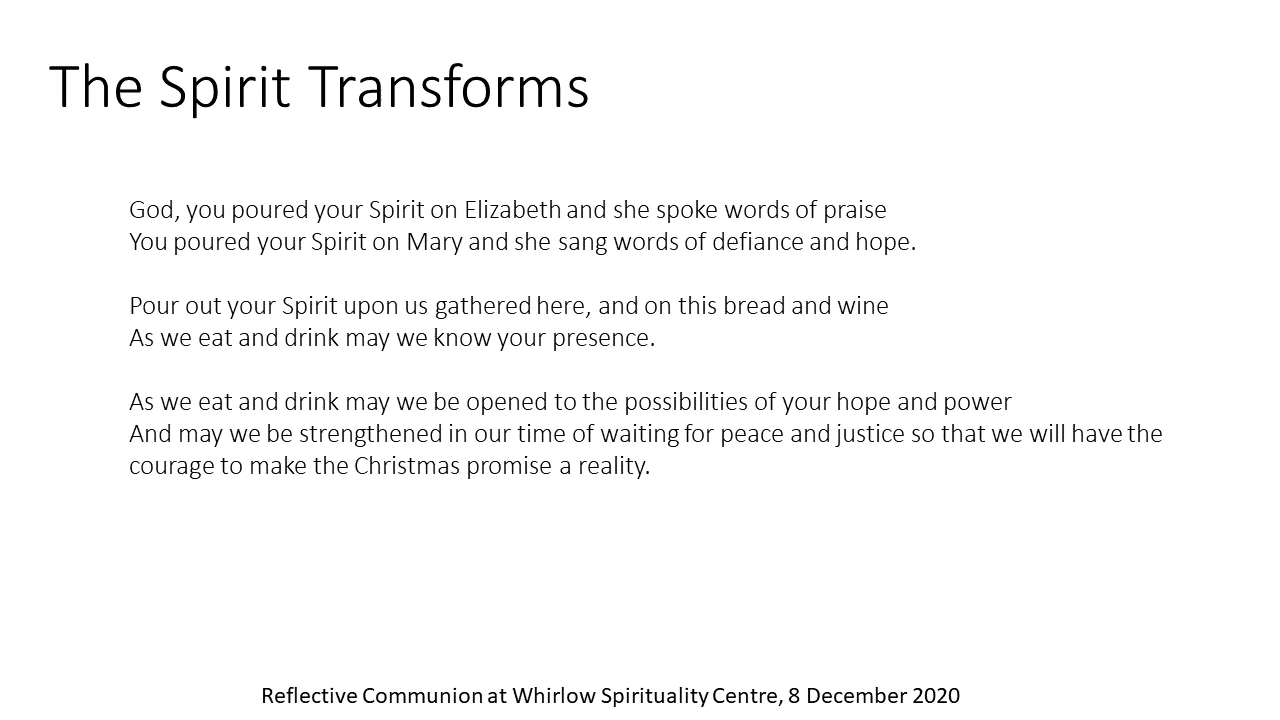 The Spirit Transforms
God, you poured your Spirit on Elizabeth and she spoke words of praise
You poured your Spirit on Mary and she sang words of defiance and hope.
Pour out your Spirit upon us gathered here, and on this bread and wine
As we eat and drink may we know your presence.
As we eat and drink may we be opened to the possibilities of your hope and power
And may we be strengthened in our time of waiting for peace and justice so that we will have the
courage to make the Christmas promise a reality.
Reflective Communion at Whirlow Spirituality Centre, 8 December 2020